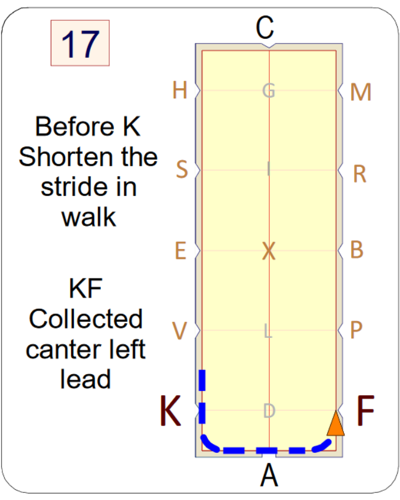 17
C
H G M
Before K
Shorten the
stride in
walk
S I R
E X B
KF
Collected
canter left
lead
V L P
K D F
A